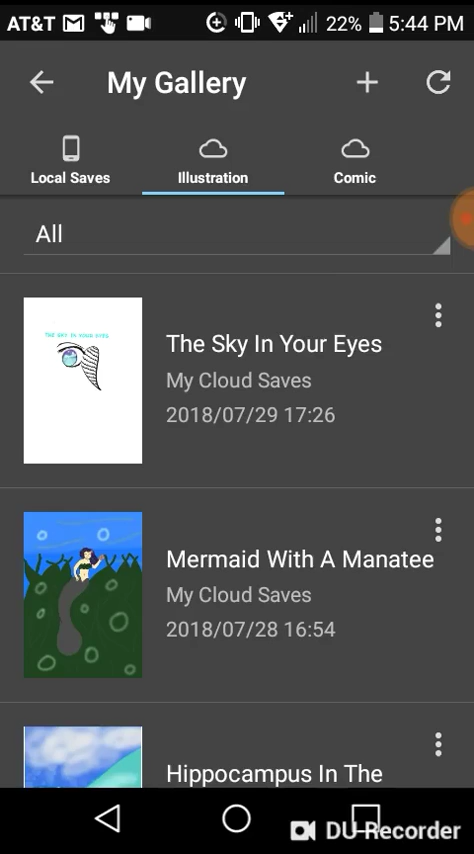 AT&T 22% 5:44 PM
My Gallery
Local Saves Illustration Comic
All
THE SKY IN YOUR EYES
The Sky In Your Eyes
My Cloud Saves
2018/07/29 17:26
Mermaid With A Manatee
My Cloud Saves
2018/07/28 16:54
Hippocampus In The
DU Recorder